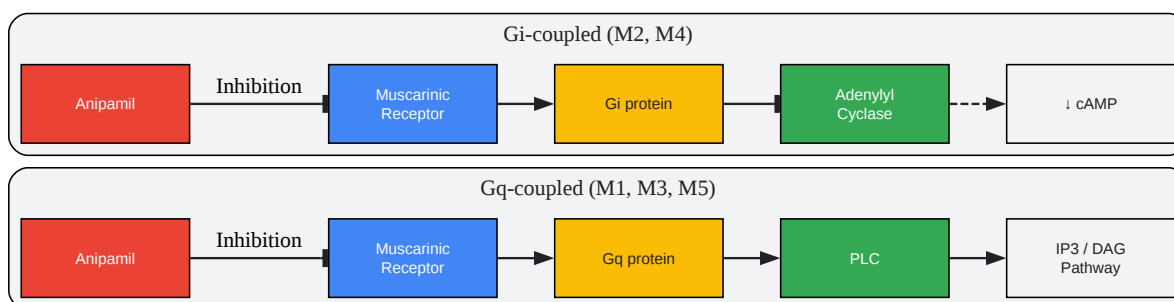 Gi-coupled (M2, M4)
Anipamil
Inhibition
Muscarinic
Receptor
Gi protein
Adenylyl
Cyclase
↓ cAMP
Gq-coupled (M1, M3, M5)
Anipamil
Inhibition
Muscarinic
Receptor
Gq protein
PLC
IP3 / DAG
Pathway